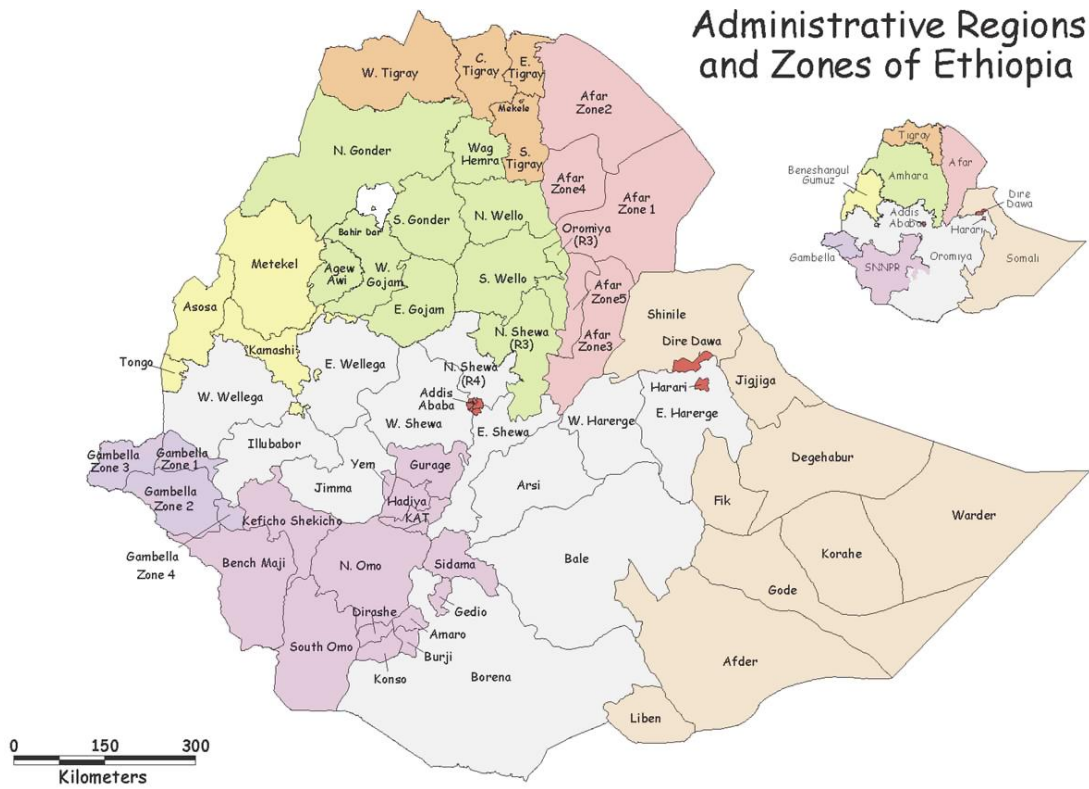 Administrative Regions
and Zones of Ethiopia
W. Tigray
C.
Tigray
E.
Tigray
Mekele
S.
Tigray
Afar
Zone2
N. Gonder
Wag
Hemra
Afar
Zone4
Afar
Zone 1
Bahir Dar
S. Gonder
N. Wello
Oromiya
(R3)
Metekel
Agew
Awi
W.
Gojam
S. Wello
Afar
Zone5
E. Gojam
Asosa
N. Shewa
(R3)
Afar
Zone3
Shinile
Kamashi
Tongo
E. Wellega
N. Shewa
(R4)
Dire Dawa
W. Wellega
Addis
Ababa
Harari
Jigjiga
W. Shewa
E. Shewa
W. Harerge
E. Harerge
Illubabor
Gambella
Zone 3
Gambella
Zone 1
Yem
Gurage
Degehabur
Jimma
Arsi
Gambella
Zone 2
Hadiya
KAT
Fik
Keficho Shekicho
Warder
Gambella
Zone 4
Bench Maji
N. Omo
Sidama
Bale
Korahe
Gode
Gedio
Dirashe
Amaro
Burji
South Omo
Konso
Borena
Afder
Liben
0 150 300
Kilometers
Tigray
Afar
Beneshangul
Gumuz
Amhara
Dire
Dawa
Addis
Ababa
Harari
Gambella
SNNPR
Oromiya
Somali